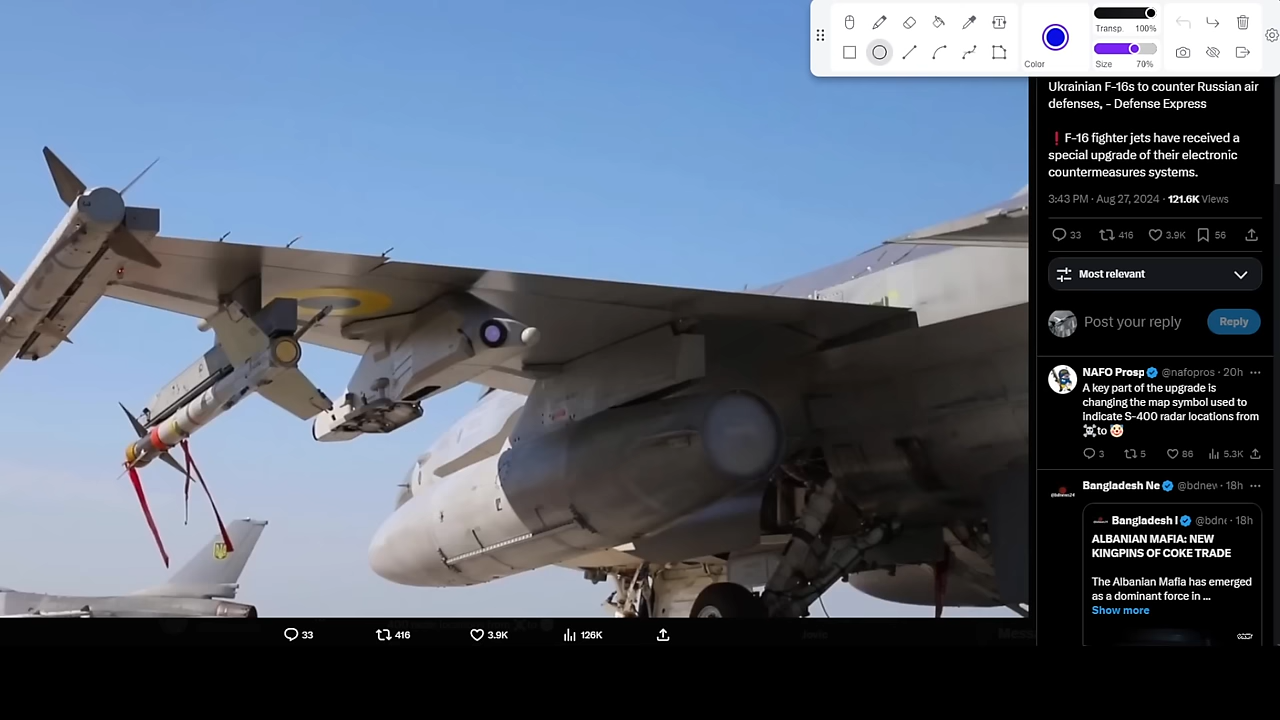 Transp. 100%
Color
Size 70%
Ukrainian F-16s to counter Russian air
defenses, - Defense Express
❗F-16 fighter jets have received a
special upgrade of their electronic
countermeasures systems.
3:43 PM · Aug 27, 2024 · 121.6K Views
33 416 3.9K 56
Most relevant
Post your reply Reply
NAFO Prosp @nafopros · 20h
A key part of the upgrade is
changing the map symbol used to
indicate S-400 radar locations from
☠️to 🤡
3 5 86 5.3K
Bangladesh Ne @bdnew · 18h
Bangladesh I @bdn · 18h
ALBANIAN MAFIA: NEW
KINGPINS OF COKE TRADE
The Albanian Mafia has emerged
as a dominant force in ...
Show more
33 416 3.9K 126K